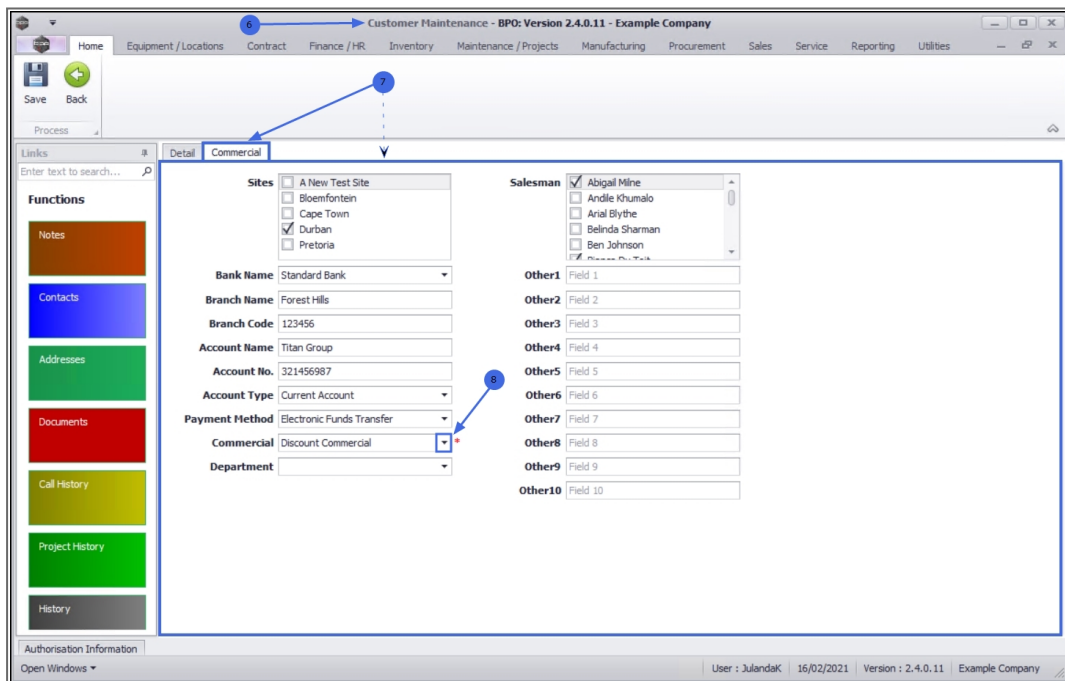 6
Customer Maintenance - BPO: Version 2.4.0.11 - Example Company
Home Equipment / Locations Contract Finance / HR Inventory Maintenance / Projects Manufacturing Procurement Sales Service Reporting Utilities
Save Back
7
Process
Links
Detail Commercial
Enter text to search...
Functions
Notes
Contacts
Addresses
Documents
Call History
Project History
History
Sites
A New Test Site
Bloemfontein
Cape Town
Durban
Pretoria
Bank Name Standard Bank
Branch Name Forest Hills
Branch Code 123456
Account Name Titan Group
Account No. 321456987
Account Type Current Account
Payment Method Electronic Funds Transfer
Commercial Discount Commercial *
Department
8
Salesman
Abigail Milne
Andile Khumalo
Arial Blythe
Belinda Sharman
Ben Johnson
Other1 Field 1
Other2 Field 2
Other3 Field 3
Other4 Field 4
Other5 Field 5
Other6 Field 6
Other7 Field 7
Other8 Field 8
Other9 Field 9
Other10 Field 10
Authorisation Information
Open Windows
User : JulandaK 16/02/2021 Version : 2.4.0.11 Example Company